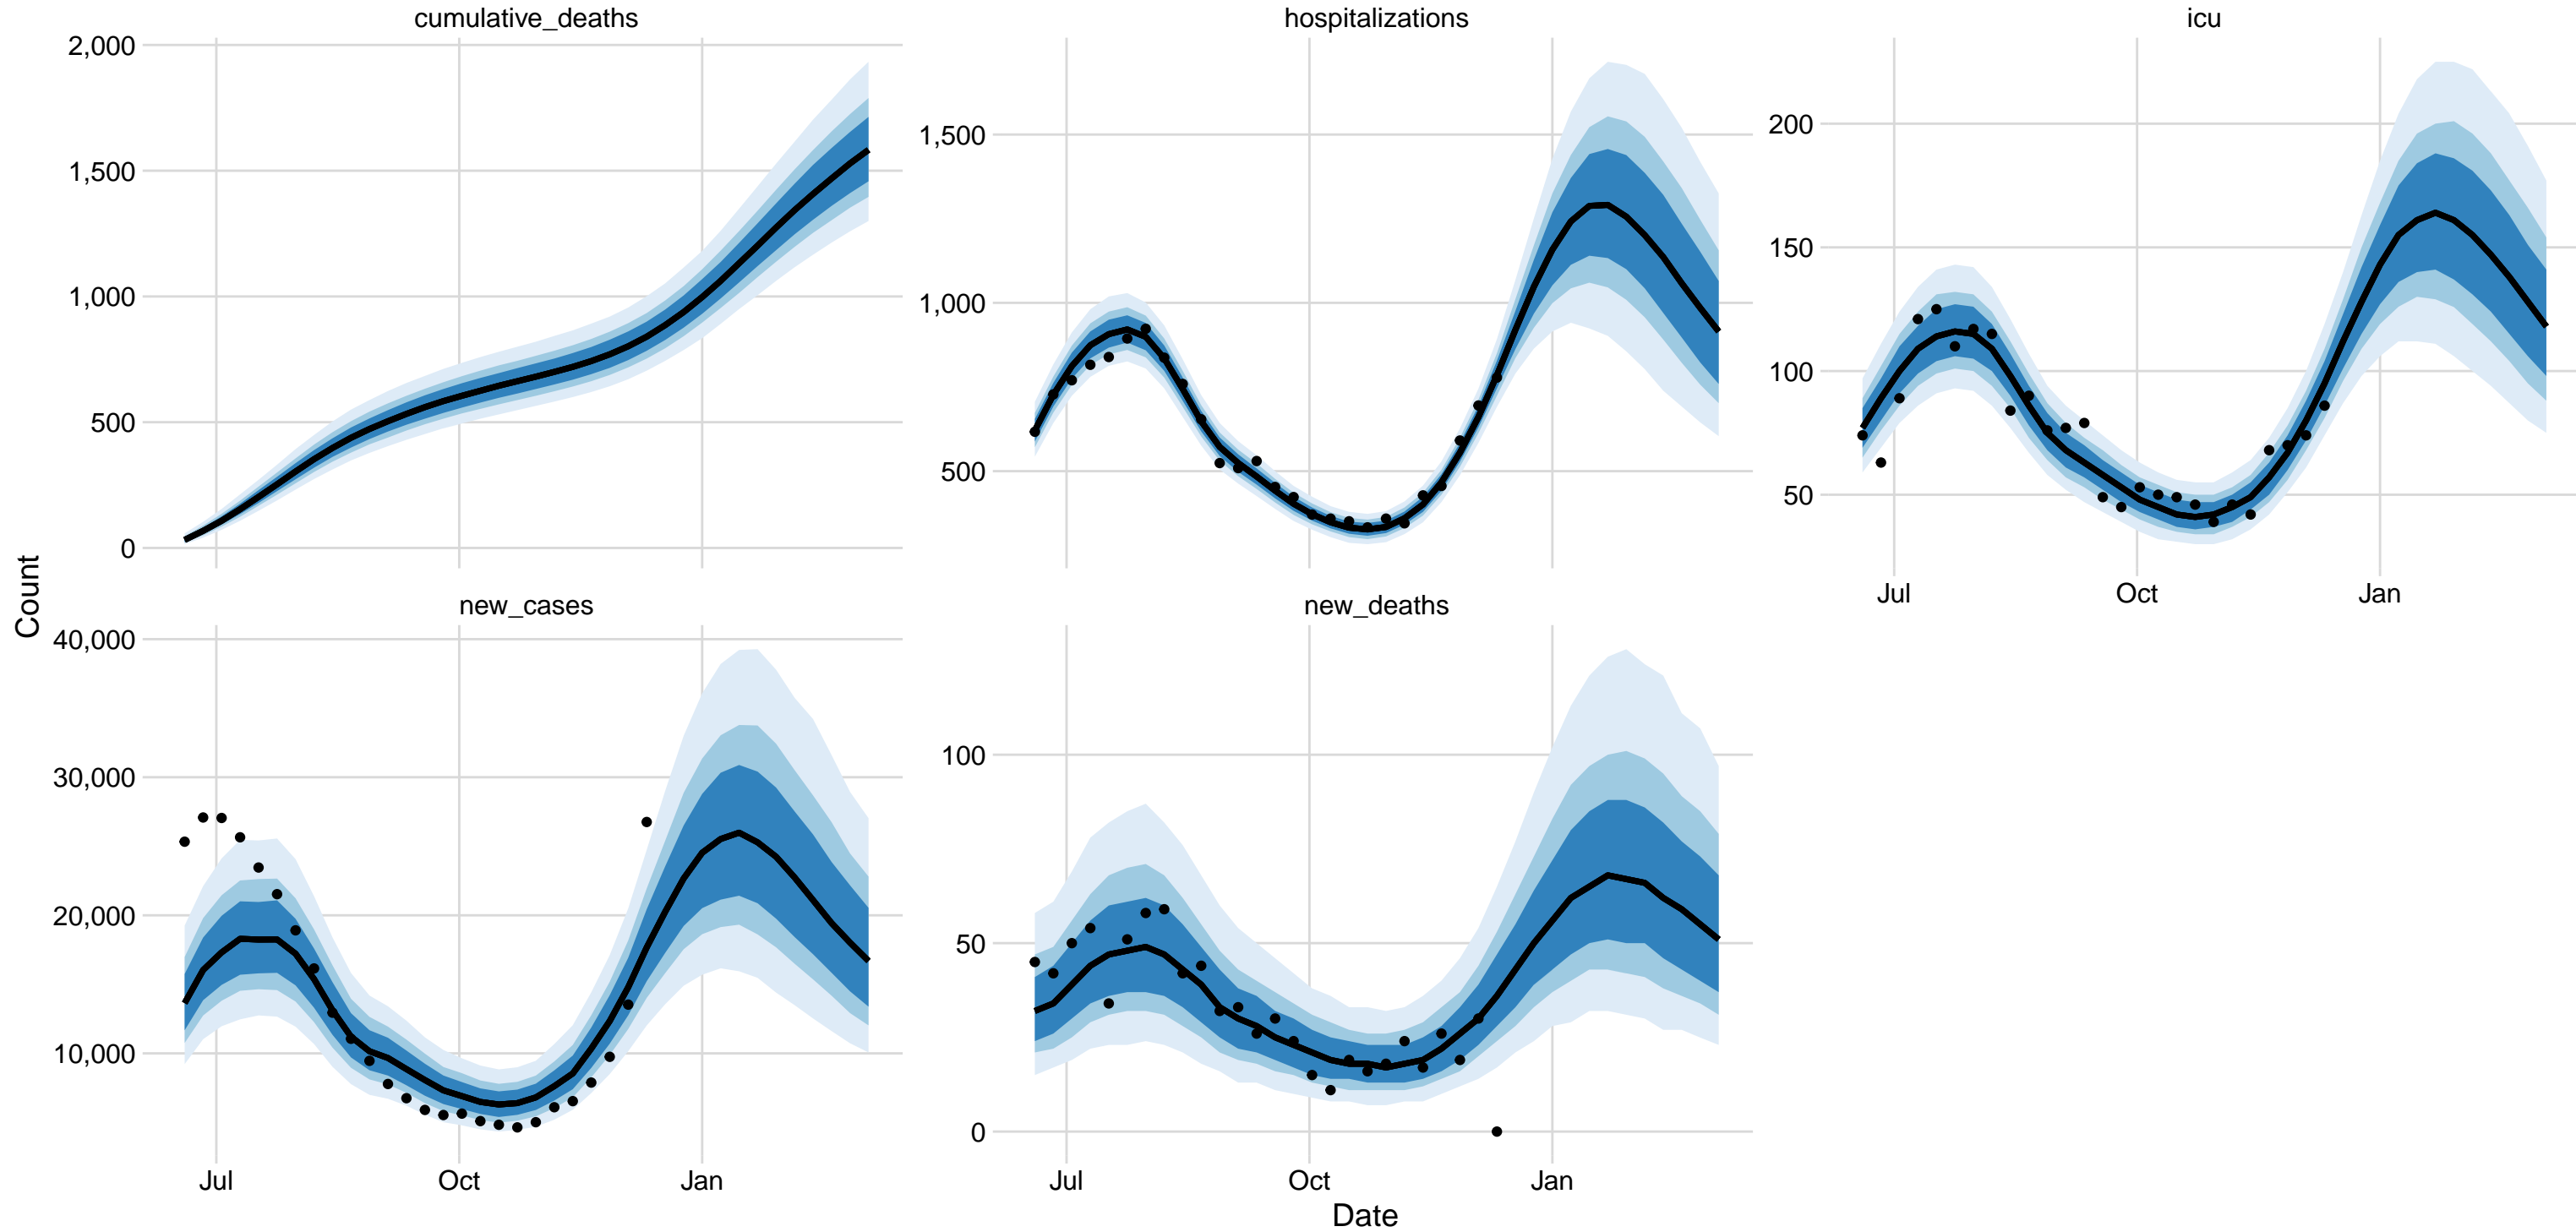 cumulative_deaths
hospitalizations
icu
2,000
1,500
1,000
500
0
1,500
1,000
500
200
150
100
50
Jul Oct Jan
Count
new_cases
new_deaths
40,000
30,000
20,000
10,000
100
50
0
Jul Oct Jan
Jul Oct Jan
Date